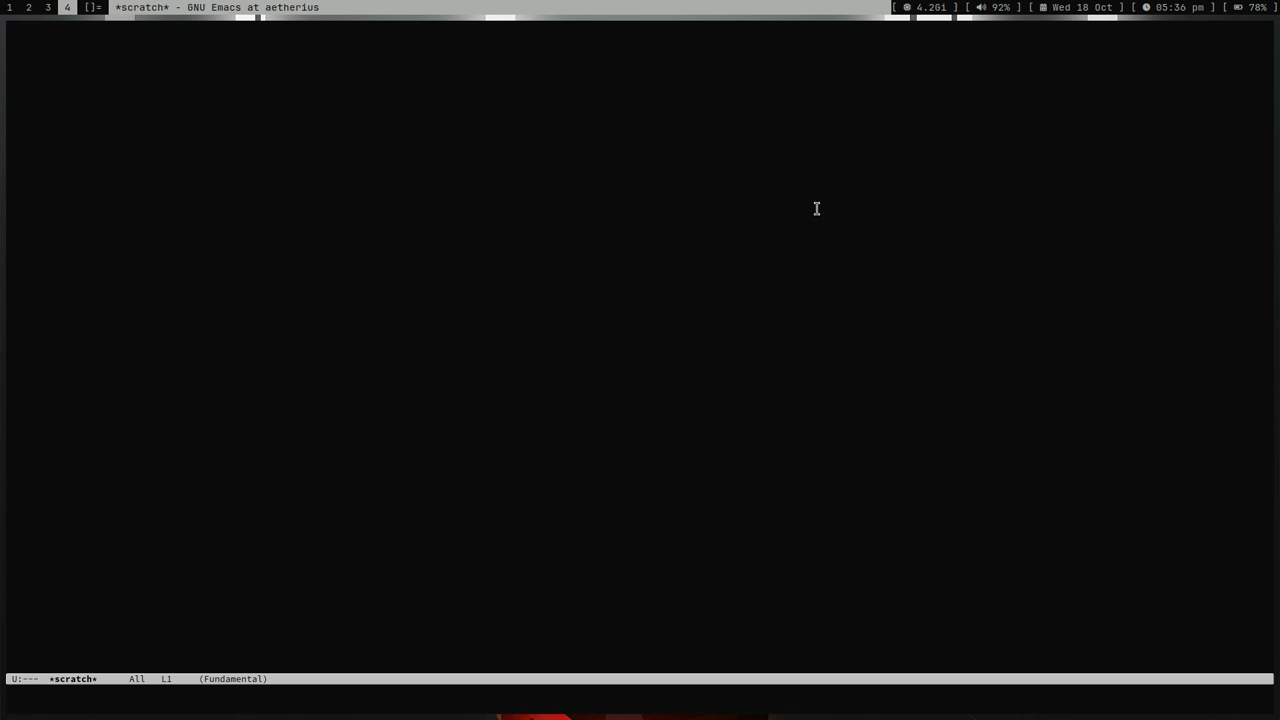 1 2 3 4 []= *scratch* - GNU Emacs at aetherius [ 4.2Gi ] [ 92% ] [ Wed 18 Oct ] [ 05:36 pm ] [ 78% ]
U:--- *scratch* All L1 (Fundamental)